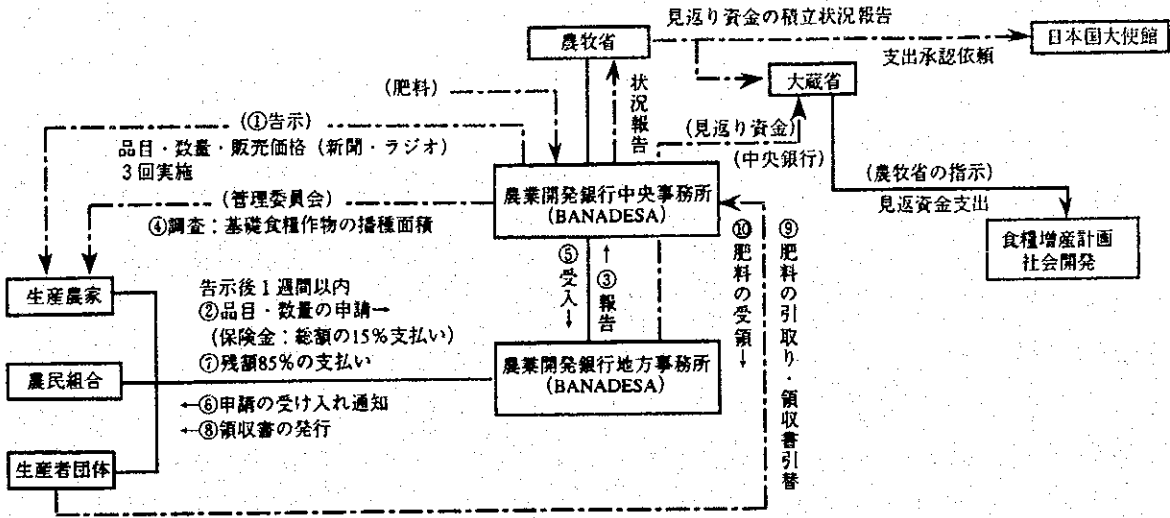 見返り資金の積立状況報告
農牧省
日本国大使館
支出承認依頼
大蔵省
状況報告
(肥料)
(①告示)
品目・数量・販売価格(新聞・ラジオ)
3回実施
(見返り資金)
(中央銀行)
(農牧省の指示)
見返資金支出
(管理委員会)
④調査:基礎食糧作物の播種面積
農業開発銀行中央事務所
(BANADESA)
食糧増産計画
社会開発
⑤受入→
←③報告
⑩肥料の受領→
⑨肥料の引取り・領収書引替
生産農家
告示後1週間以内
②品目・数量の申請→
(保険金:総額の15%支払い)
⑦残額85%の支払い
農業開発銀行地方事務所
(BANADESA)
農民組合
←⑥申請の受け入れ通知
←⑧領収書の発行
生産者団体